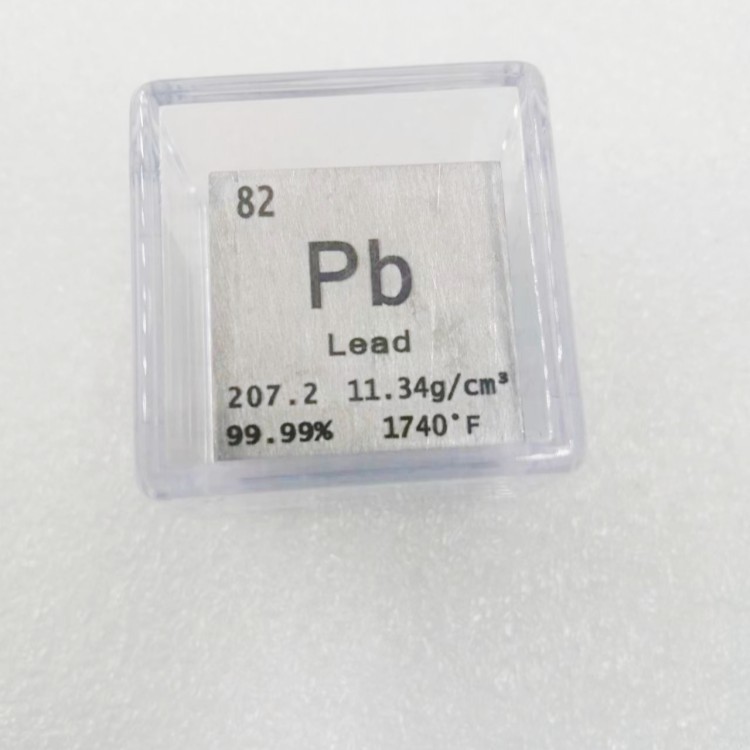 82
Pb
Lead
207.2 11.34g/cm³
99.99% 1740°F